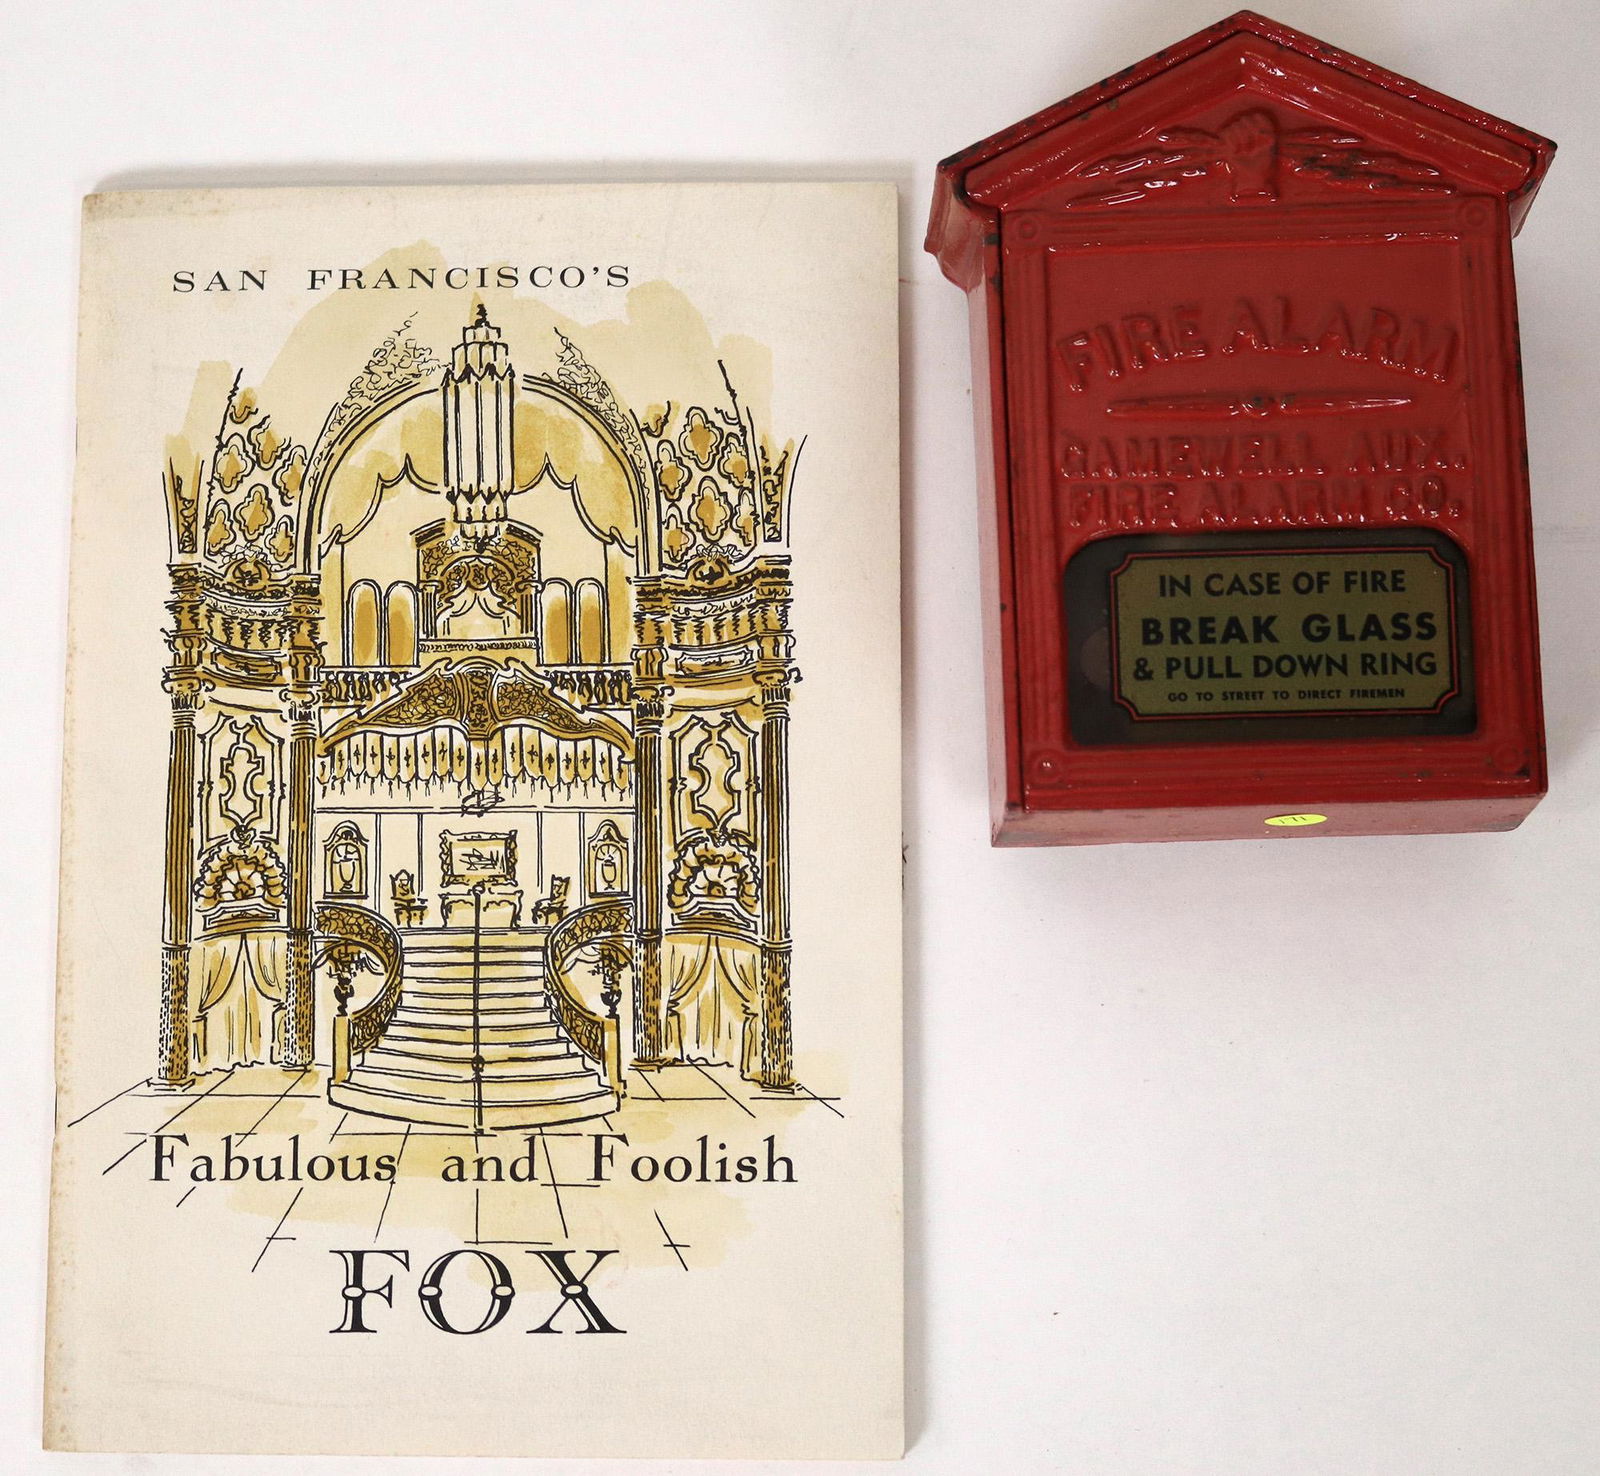 SAN FRANCISCO'S
Fabulous and Foolish
FOX
FIRE ALARM
GAMEWELL AUX.
FIRE ALARM CO.
IN CASE OF FIRE
BREAK GLASS
& PULL DOWN RING
GO TO STREET TO DIRECT FIREMEN
171